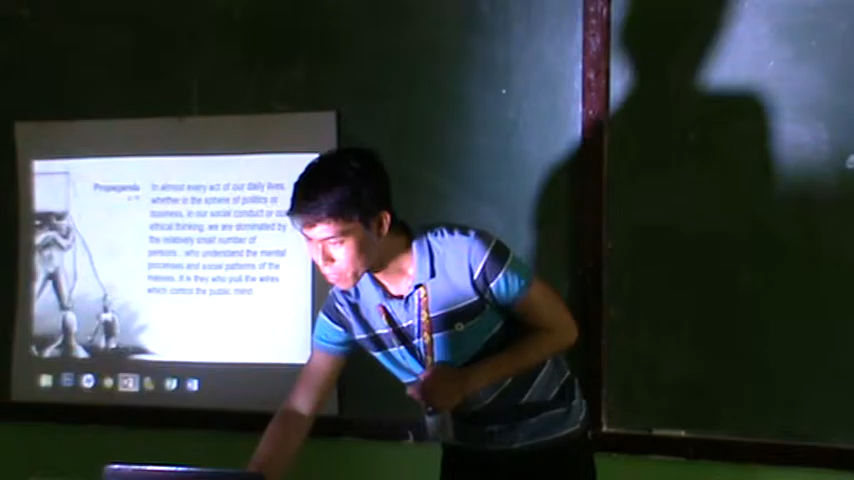 Propaganda
In almost every act of our daily lives,
whether in the sphere of politics or
business, in our social conduct or our
ethical thinking, we are dominated by
the relatively small number of
persons... who understand the mental
processes and social patterns of the
masses. It is they who pull the wires
which control the public mind.